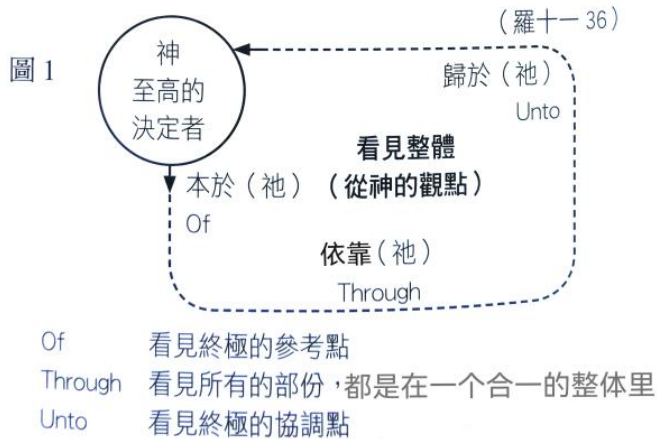 (羅十一36)
圖 1
神
至高的
決定者
歸於(祂)
Unto
看見整體
本於(祂)(從神的觀點)
Of
依靠(祂)
Through
Of 看見終極的參考點
Through 看見所有的部份,都是在一个合一的整体里
Unto 看見終極的協調點